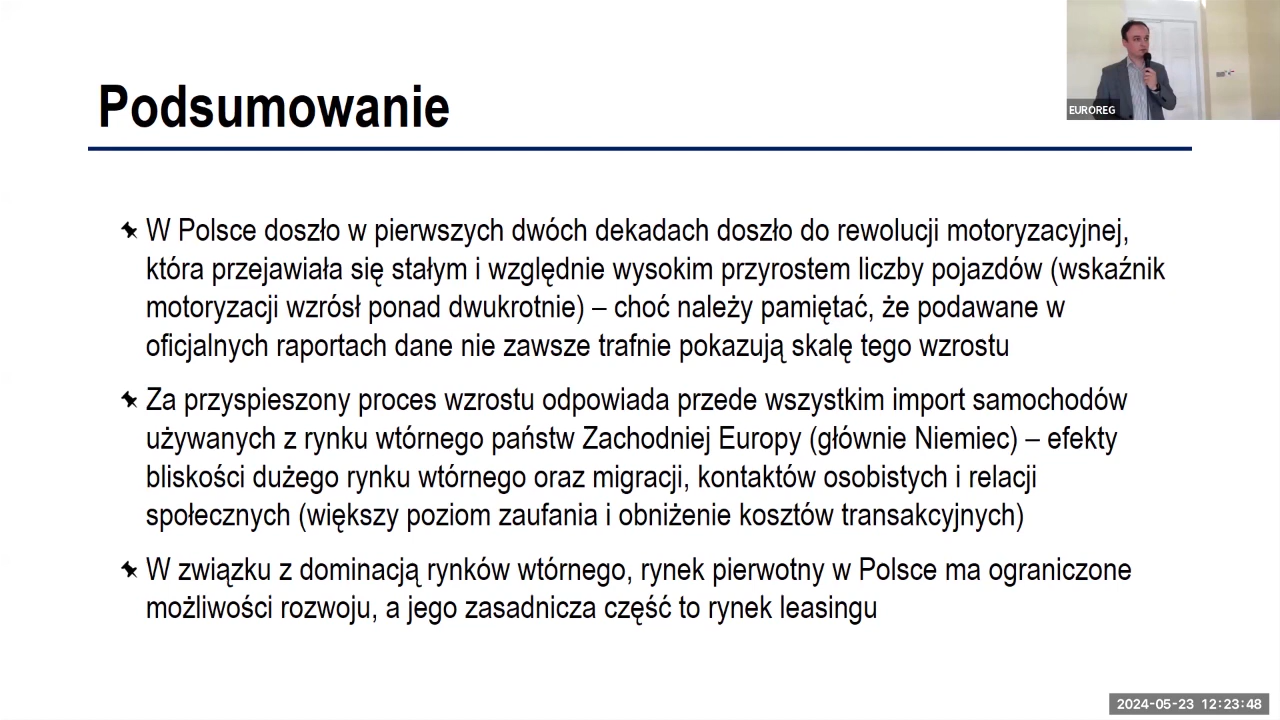 EUROREG
Podsumowanie
W Polsce doszło w pierwszych dwóch dekadach doszło do rewolucji motoryzacyjnej,
która przejawiała się stałym i względnie wysokim przyrostem liczby pojazdów (wskaźnik
motoryzacji wzrósł ponad dwukrotnie) – choć należy pamiętać, że podawane w
oficjalnych raportach dane nie zawsze trafnie pokazują skalę tego wzrostu
Za przyspieszony proces wzrostu odpowiada przede wszystkim import samochodów
używanych z rynku wtórnego państw Zachodniej Europy (głównie Niemiec) – efekty
bliskości dużego rynku wtórnego oraz migracji, kontaktów osobistych i relacji
społecznych (większy poziom zaufania i obniżenie kosztów transakcyjnych)
W związku z dominacją rynków wtórnego, rynek pierwotny w Polsce ma ograniczone
możliwości rozwoju, a jego zasadnicza część to rynek leasingu
2024-05-23 12:23:48